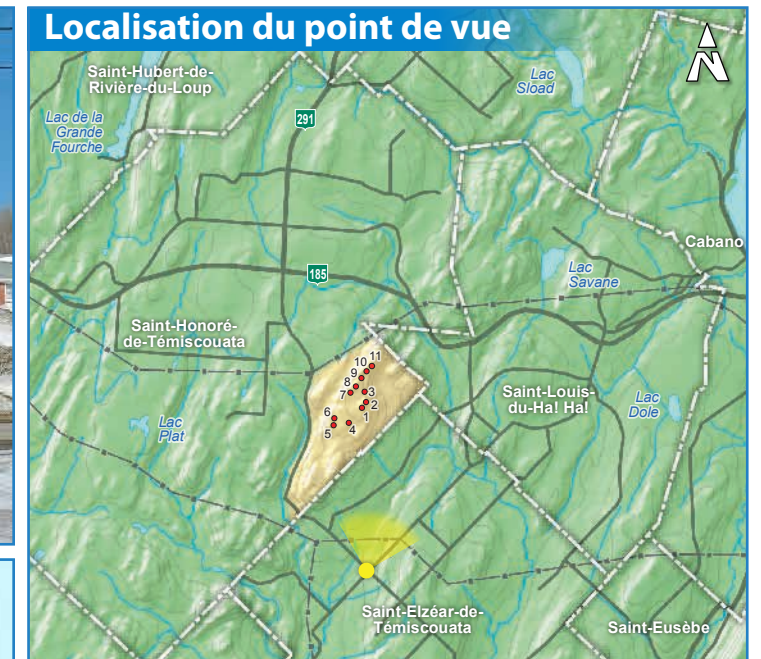 Localisation du point de vue
N
Saint-Hubert-de-
Rivière-du-Loup
Lac
Sload
Lac de la
Grande
Fourche
291
Cabano
185
Lac
Savane
Saint-Honoré-
de-Témiscouata
11
10
9
8
7
3
2
1
6
5
4
Saint-Louis-
du-Ha! Ha!
Lac
Dole
Lac
Plat
Saint-Elzéar-de-
Témiscouata
Saint-Eusèbe